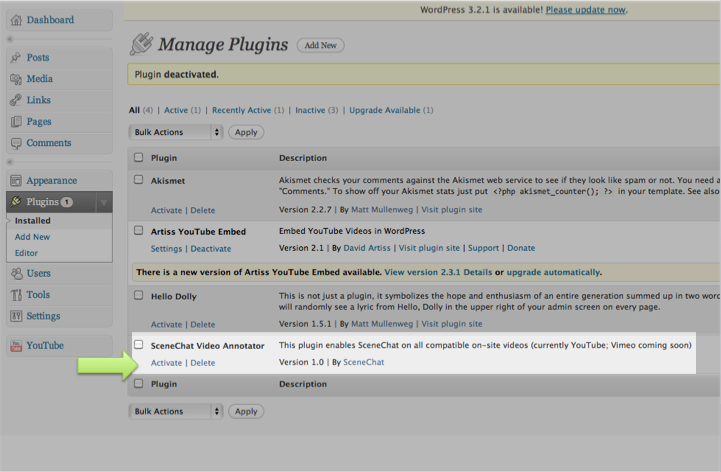 WordPress 3.2.1 is available! Please update now.
Dashboard
Posts
Media
Links
Pages
Comments
Appearance
Plugins 1
Installed
Add New
Editor
Users
Tools
Settings
YouTube
Manage Plugins Add New
Plugin deactivated.
All (4) | Active (1) | Recently Active (1) | Inactive (3) | Upgrade Available (1)
Bulk Actions Apply
Plugin Description
Akismet Akismet checks your comments against the Akismet web service to see if they look like spam or not. You need a
"Comments." To show off your Akismet stats just put <?php akismet_counter(); ?> in your template. See also
Activate | Delete Version 2.2.7 | By Matt Mullenweg | Visit plugin site
Artiss YouTube Embed Embed YouTube Videos in WordPress
Settings | Deactivate Version 2.1 | By David Artiss | Visit plugin site | Support | Donate
There is a new version of Artiss YouTube Embed available. View version 2.3.1 Details or upgrade automatically.
Hello Dolly This is not just a plugin, it symbolizes the hope and enthusiasm of an entire generation summed up in two word
will randomly see a lyric from Hello, Dolly in the upper right of your admin screen on every page.
Activate | Delete Version 1.5.1 | By Matt Mullenweg | Visit plugin site
SceneChat Video Annotator This plugin enables SceneChat on all compatible on-site videos (currently YouTube; Vimeo coming soon)
Activate | Delete Version 1.0 | By SceneChat
Plugin Description
Bulk Actions Apply